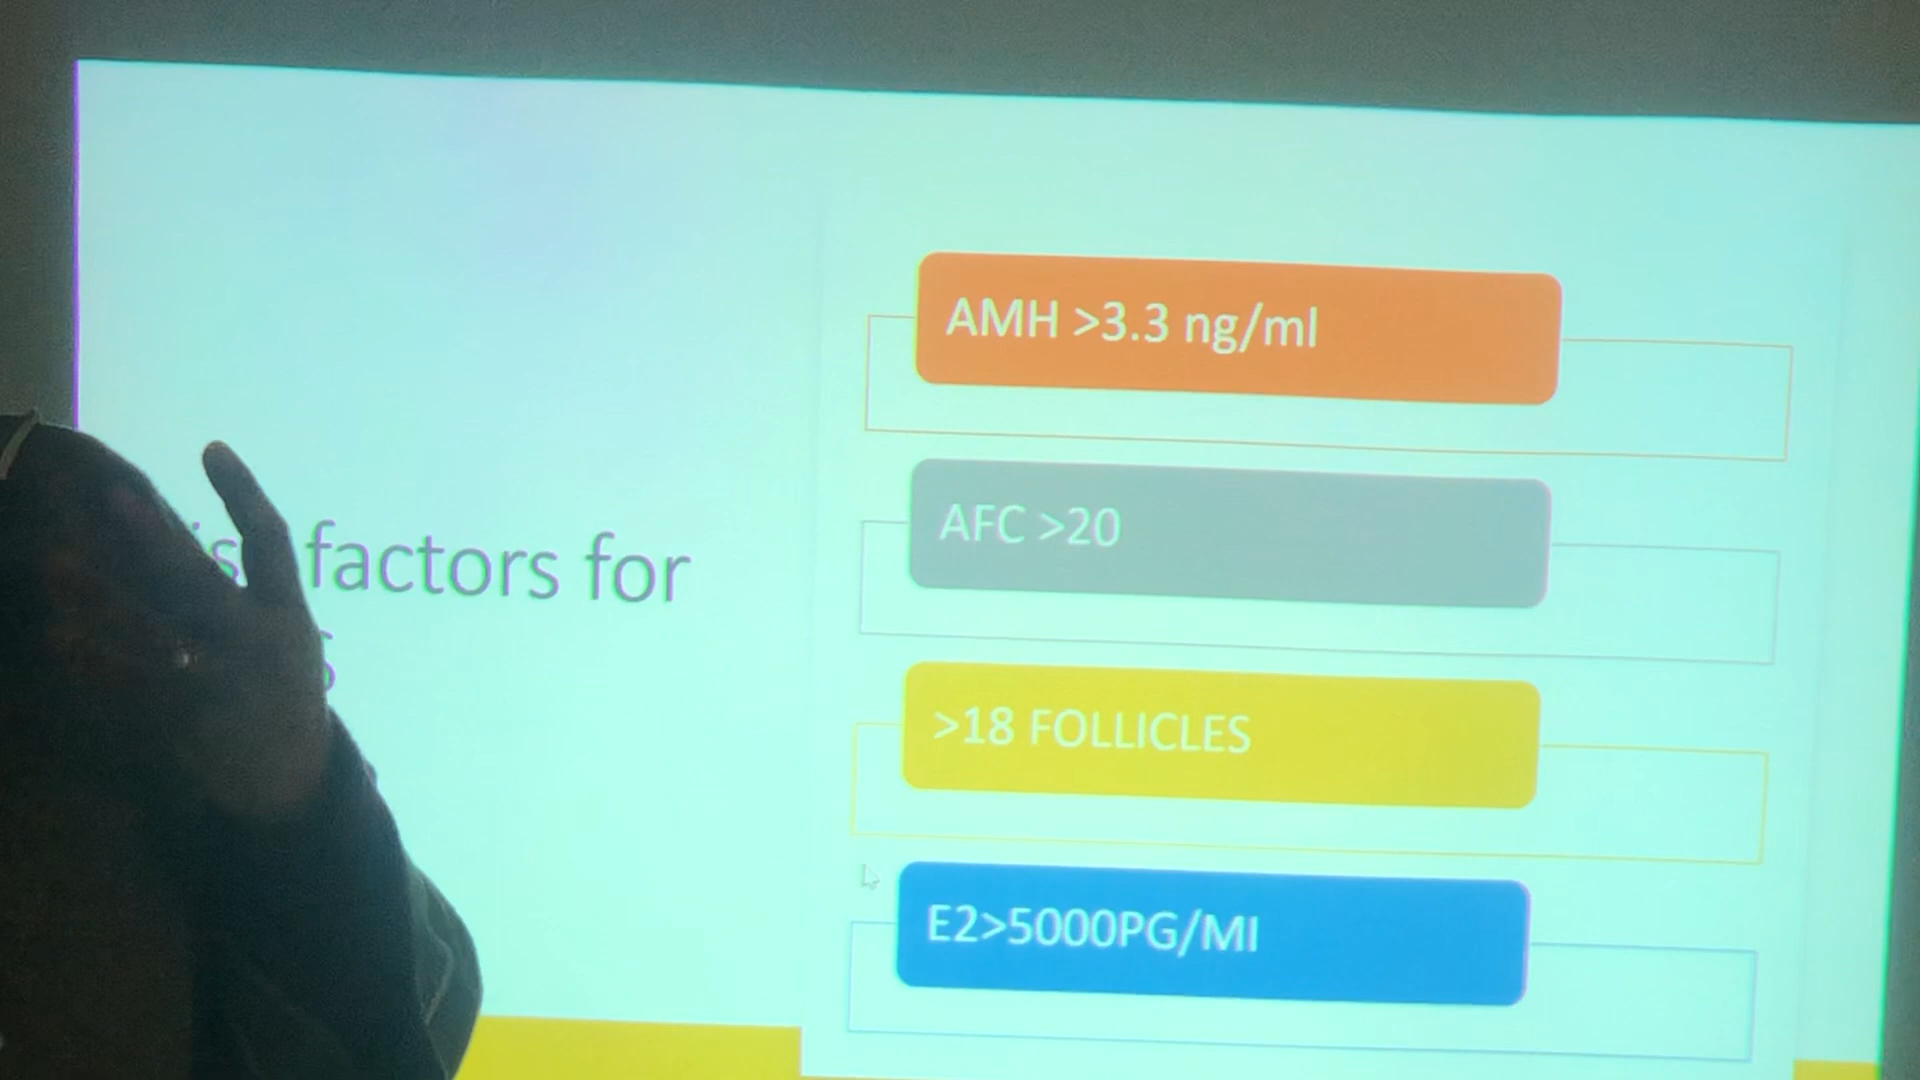 factors for
AMH >3.3 ng/ml
AFC >20
>18 FOLLICLES
E2>5000PG/MI